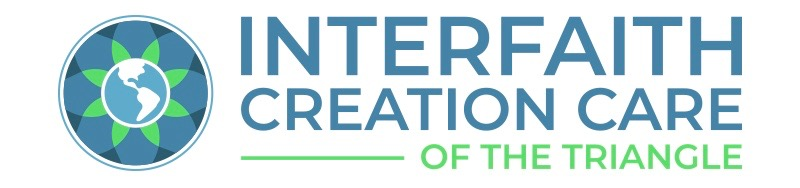 INTERFAITH
CREATION CARE
OF THE TRIANGLE